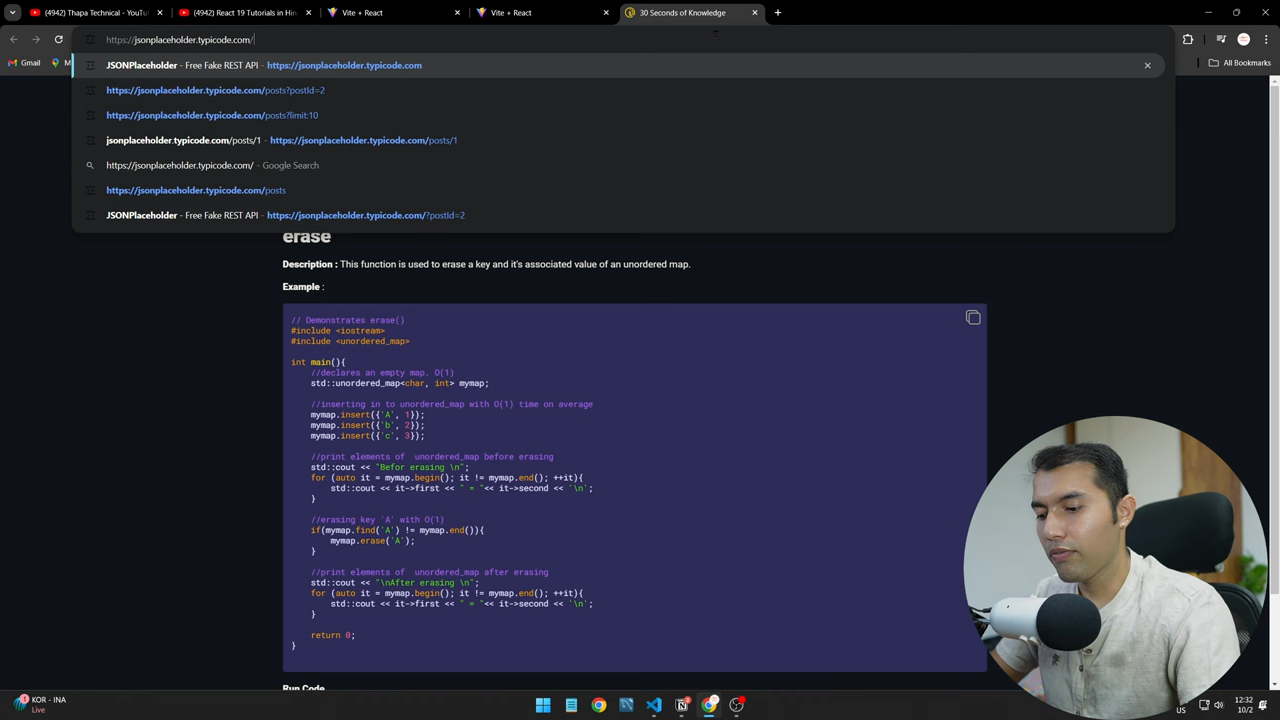 (4942) Thapa Technical - YouTu
(4942) React 19 Tutorials in Hin
Vite + React
Vite + React
30 Seconds of Knowledge
https://jsonplaceholder.typicode.com/
Gmail
All Bookmarks
JSONPlaceholder - Free Fake REST API - https://jsonplaceholder.typicode.com
https://jsonplaceholder.typicode.com/posts?postId=2
https://jsonplaceholder.typicode.com/posts?limit:10
jsonplaceholder.typicode.com/posts/1 - https://jsonplaceholder.typicode.com/posts/1
https://jsonplaceholder.typicode.com/ - Google Search
https://jsonplaceholder.typicode.com/posts
JSONPlaceholder - Free Fake REST API - https://jsonplaceholder.typicode.com/?postId=2
erase
Description : This function is used to erase a key and it's associated value of an unordered map.
Example :
// Demonstrates erase()
#include <iostream>
#include <unordered_map>
int main(){
//declares an empty map. O(1)
std::unordered_map<char, int> mymap;
//inserting in to unordered_map with O(1) time on average
mymap.insert({'A', 1});
mymap.insert({'b', 2});
mymap.insert({'c', 3});
//print elements of  unordered_map before erasing
std::cout << "Befor erasing \n";
for (auto it = mymap.begin(); it != mymap.end(); ++it){
std::cout << it->first << " = "<< it->second << '\n';
}
//erasing key 'A' with O(1)
if(mymap.find('A') != mymap.end()){
mymap.erase('A');
}
//print elements of  unordered_map after erasing
std::cout << "\nAfter erasing \n";
for (auto it = mymap.begin(); it != mymap.end(); ++it){
std::cout << it->first << " = "<< it->second << '\n';
}
return 0;
}
Run Code
1
KOR - INA
Live
US
12:32
10/2